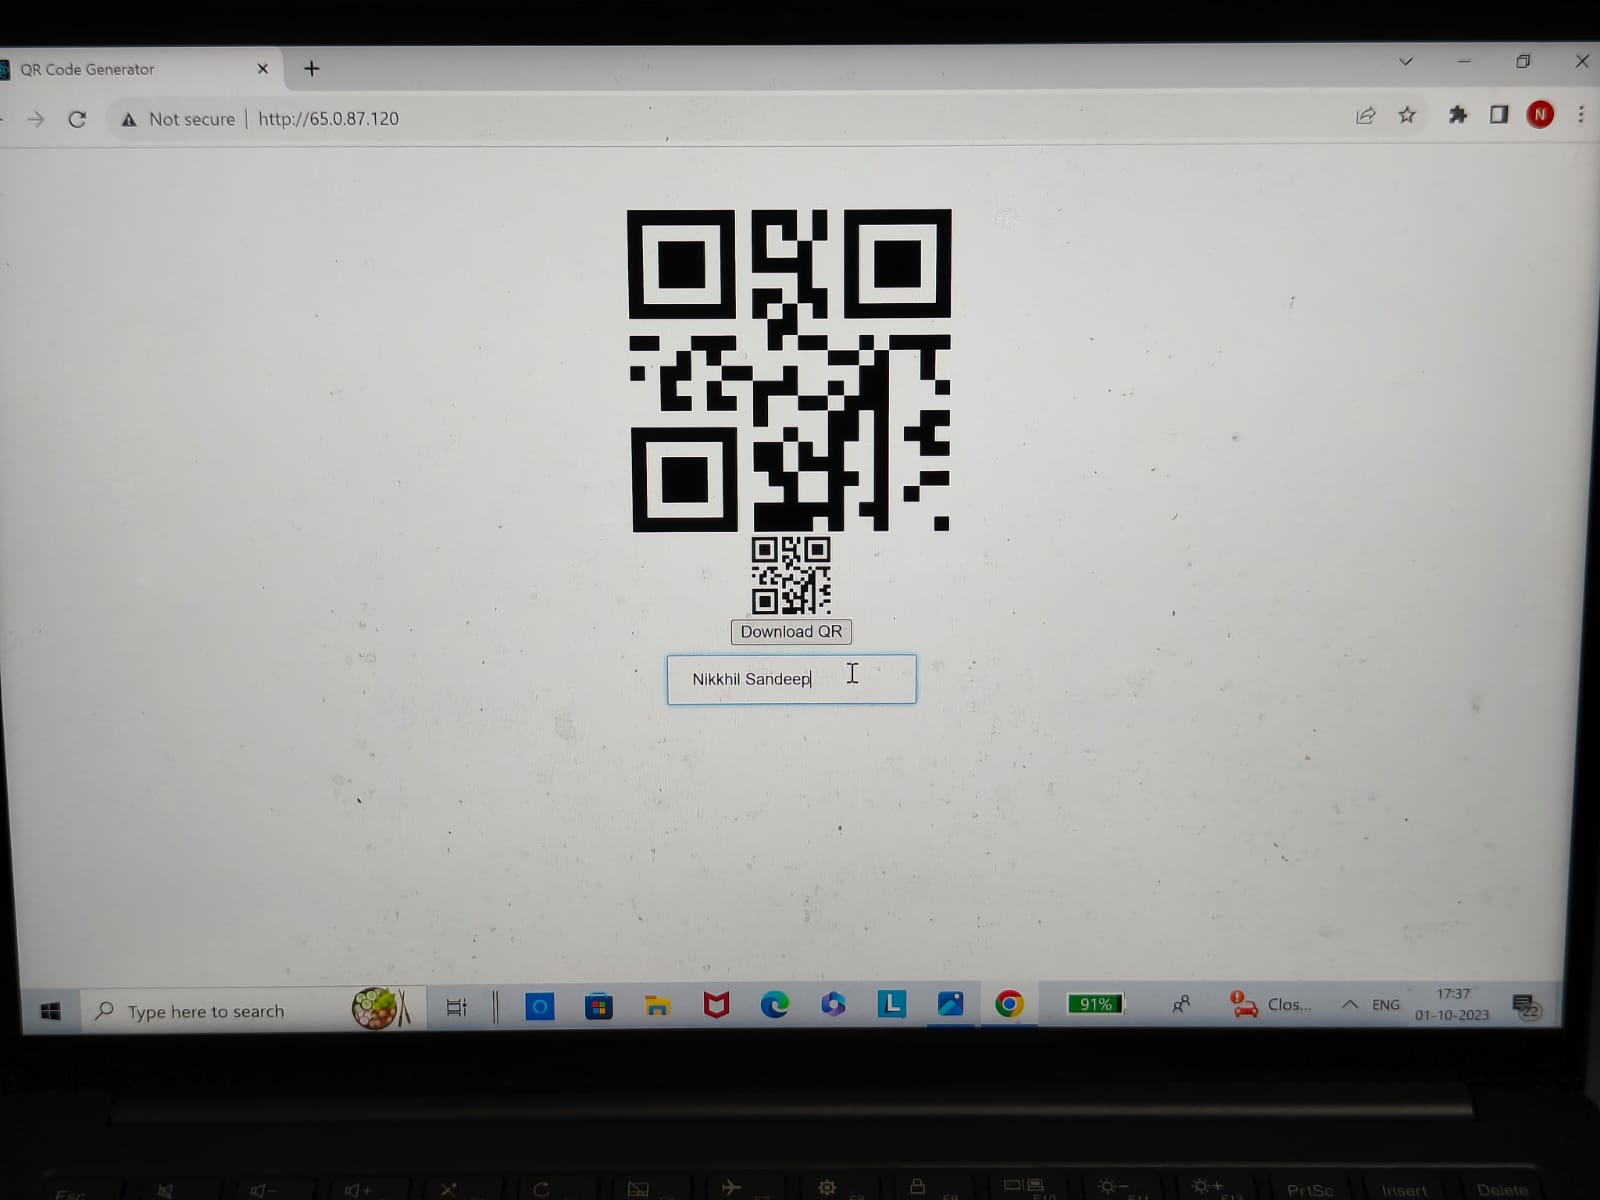 QR Code Generator
Not secure | http://65.0.87.120
N
Download QR
Nikkhil Sandeep
Type here to search
L
91%
Clos...
ENG
17:37
01-10-2023
22
Esc
PrtSc
Insert
Delete